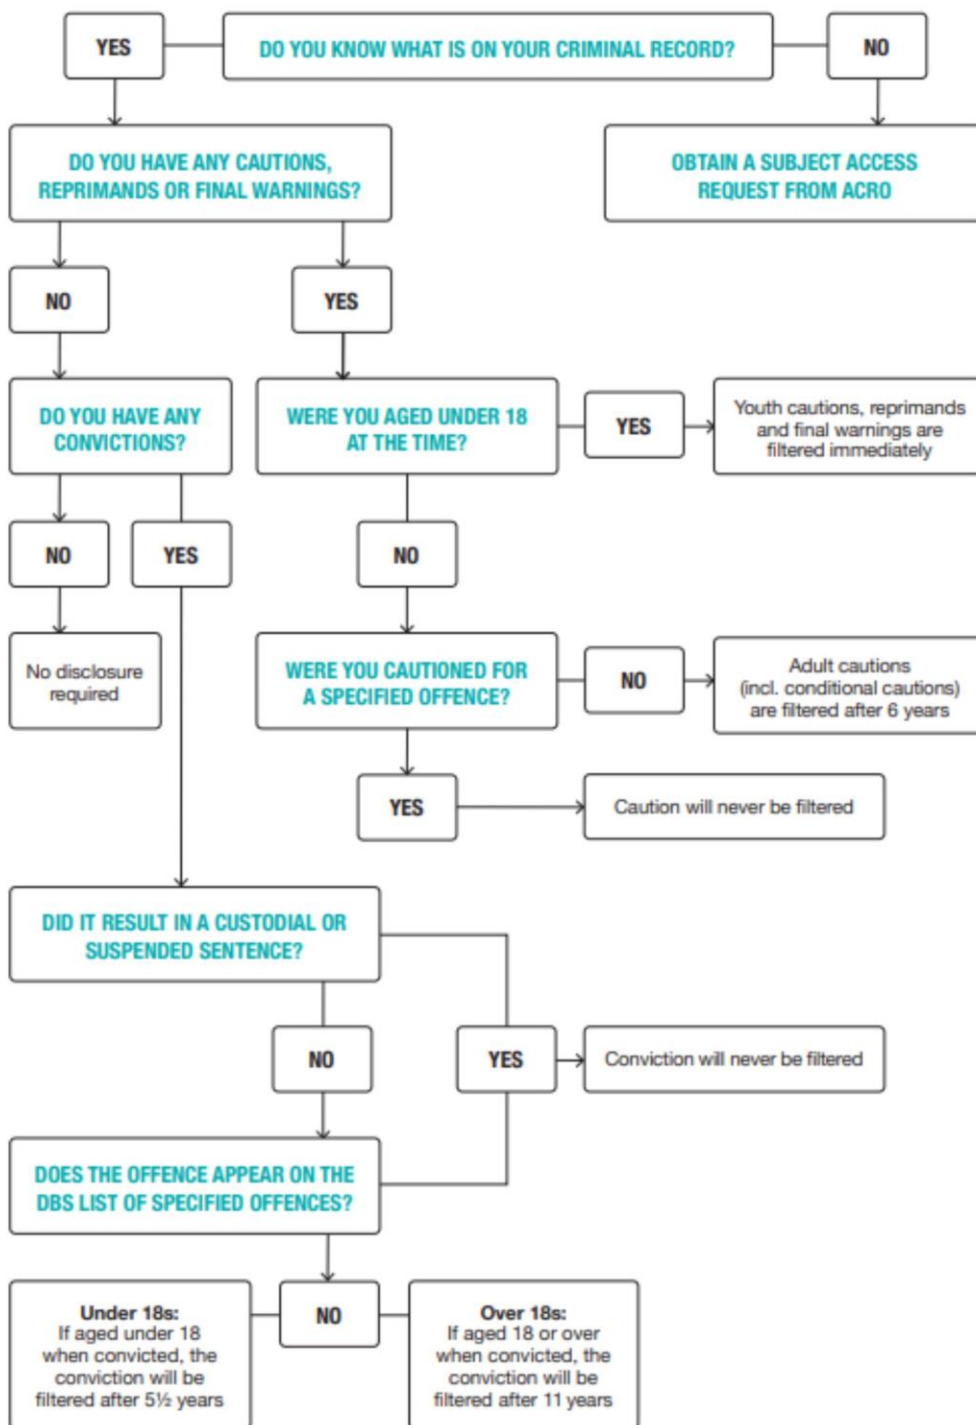 YES
DO YOU KNOW WHAT IS ON YOUR CRIMINAL RECORD?
NO
DO YOU HAVE ANY CAUTIONS,
REPRIMANDS OR FINAL WARNINGS?
OBTAIN A SUBJECT ACCESS
REQUEST FROM ACRO
NO
YES
DO YOU HAVE ANY
CONVICTIONS?
WERE YOU AGED UNDER 18
AT THE TIME?
YES
Youth cautions, reprimands
and final warnings are
filtered immediately
NO
YES
NO
No disclosure
required
WERE YOU CAUTIONED FOR
A SPECIFIED OFFENCE?
NO
Adult cautions
(incl. conditional cautions)
are filtered after 6 years
YES
Caution will never be filtered
DID IT RESULT IN A CUSTODIAL OR
SUSPENDED SENTENCE?
NO
YES
Conviction will never be filtered
DOES THE OFFENCE APPEAR ON THE
DBS LIST OF SPECIFIED OFFENCES?
Under 18s:
If aged under 18
when convicted, the
conviction will be
filtered after 5½ years
NO
Over 18s:
If aged 18 or over
when convicted, the
conviction will be
filtered after 11 years